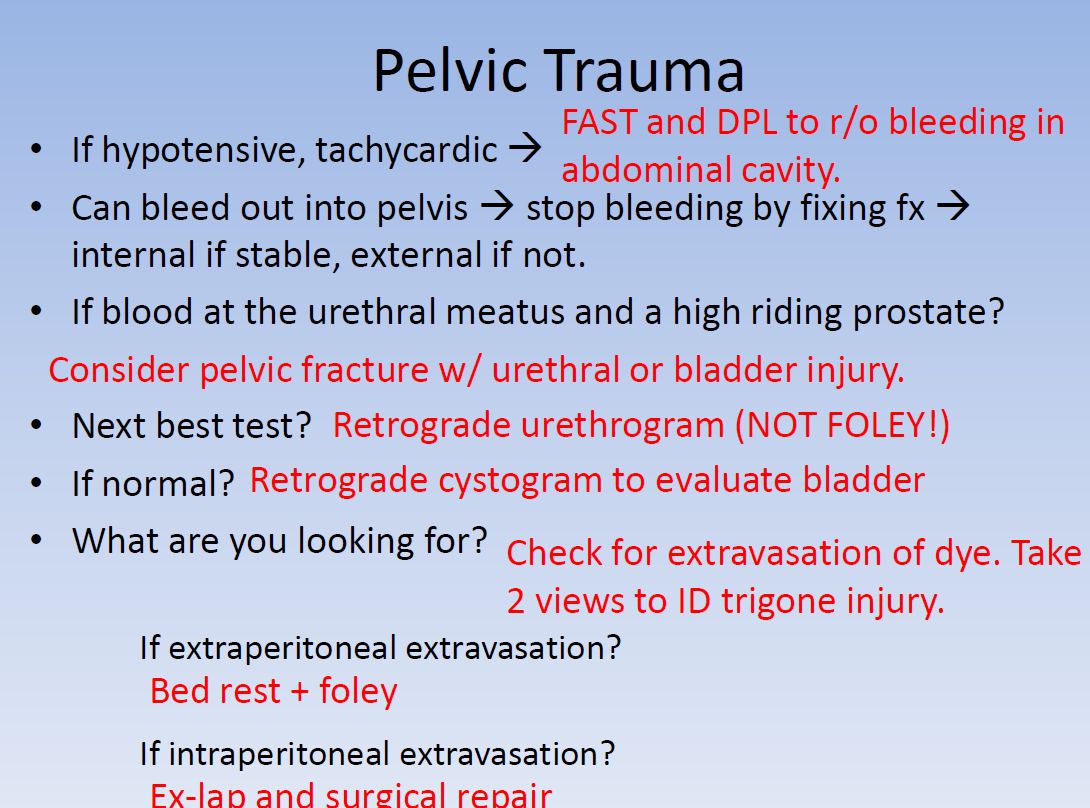 Pelvic Trauma
• If hypotensive, tachycardic → FAST and DPL to r/o bleeding in
abdominal cavity.
• Can bleed out into pelvis → stop bleeding by fixing fx →
internal if stable, external if not.
• If blood at the urethral meatus and a high riding prostate?
Consider pelvic fracture w/ urethral or bladder injury.
• Next best test? Retrograde urethrogram (NOT FOLEY!)
• If normal? Retrograde cystogram to evaluate bladder
• What are you looking for? Check for extravasation of dye. Take
2 views to ID trigone injury.
If extraperitoneal extravasation?
Bed rest + foley
If intraperitoneal extravasation?
Ex-lap and surgical repair